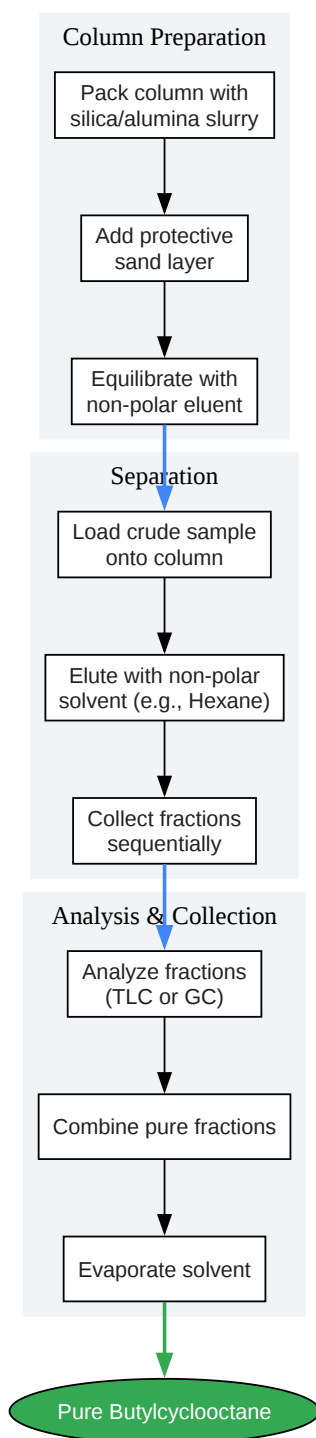 Column Preparation
Pack column with
silica/alumina slurry
Add protective
sand layer
Equilibrate with
non-polar eluent
Separation
Load crude sample
onto column
Elute with non-polar
solvent (e.g., Hexane)
Collect fractions
sequentially
Analysis & Collection
Analyze fractions
(TLC or GC)
Combine pure fractions
Evaporate solvent
Pure Butylcyclooctane